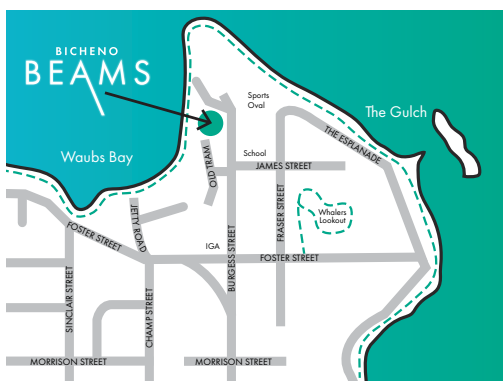 BICHENO
BEAMS
Sports
Oval
The Gulch
Waubs Bay
THE ESPLANADE
School
JAMES STREET
OLD TRAM
JETTY ROAD
FRASER STREET
Whalers
Lookout
FOSTER STREET
IGA
BURGESS STREET
FOSTER STREET
SINCLAIR STREET
CHAMP STREET
MORRISON STREET
MORRISON STREET